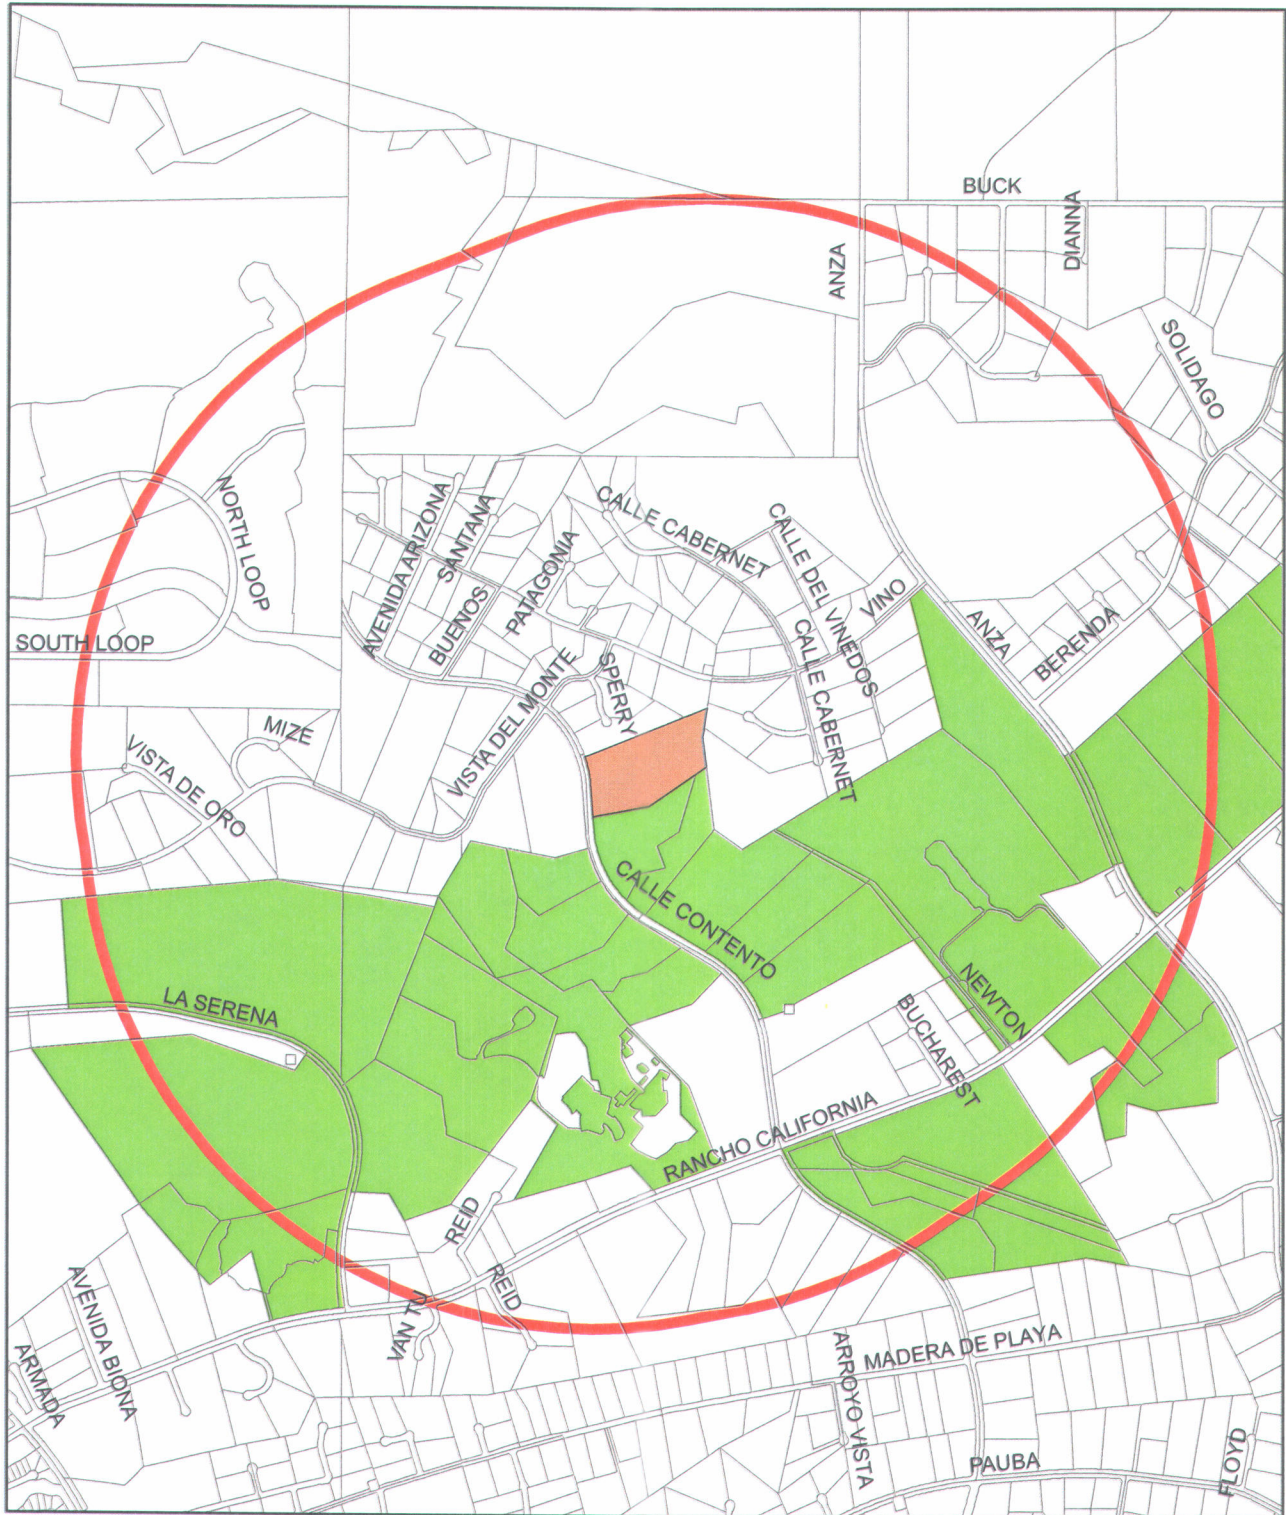 BUCK
DIANNA
ANZA
SOLIDAGO
NORTH LOOP
AVENIDA ARIZONA
SANTANA
CALLE CABERNET
CALLE DEL VINEDOS
BUENOS
PATAGONIA
VINO
ANZA
BERENDA
SOUTH LOOP
CALLE CABERNET
SPERRY
VISTA DEL MONTE
MIZE
VISTA DE ORO
CALLE CONTENTO
LA SERENA
NEWTON
BUCHAREST
RANCHO CALIFORNIA
REID
REID
VAN TU
AVENIDA BIONA
ARMADA
MADERA DE PLAYA
ARROYO VISTA
PAUBA
FLOYD